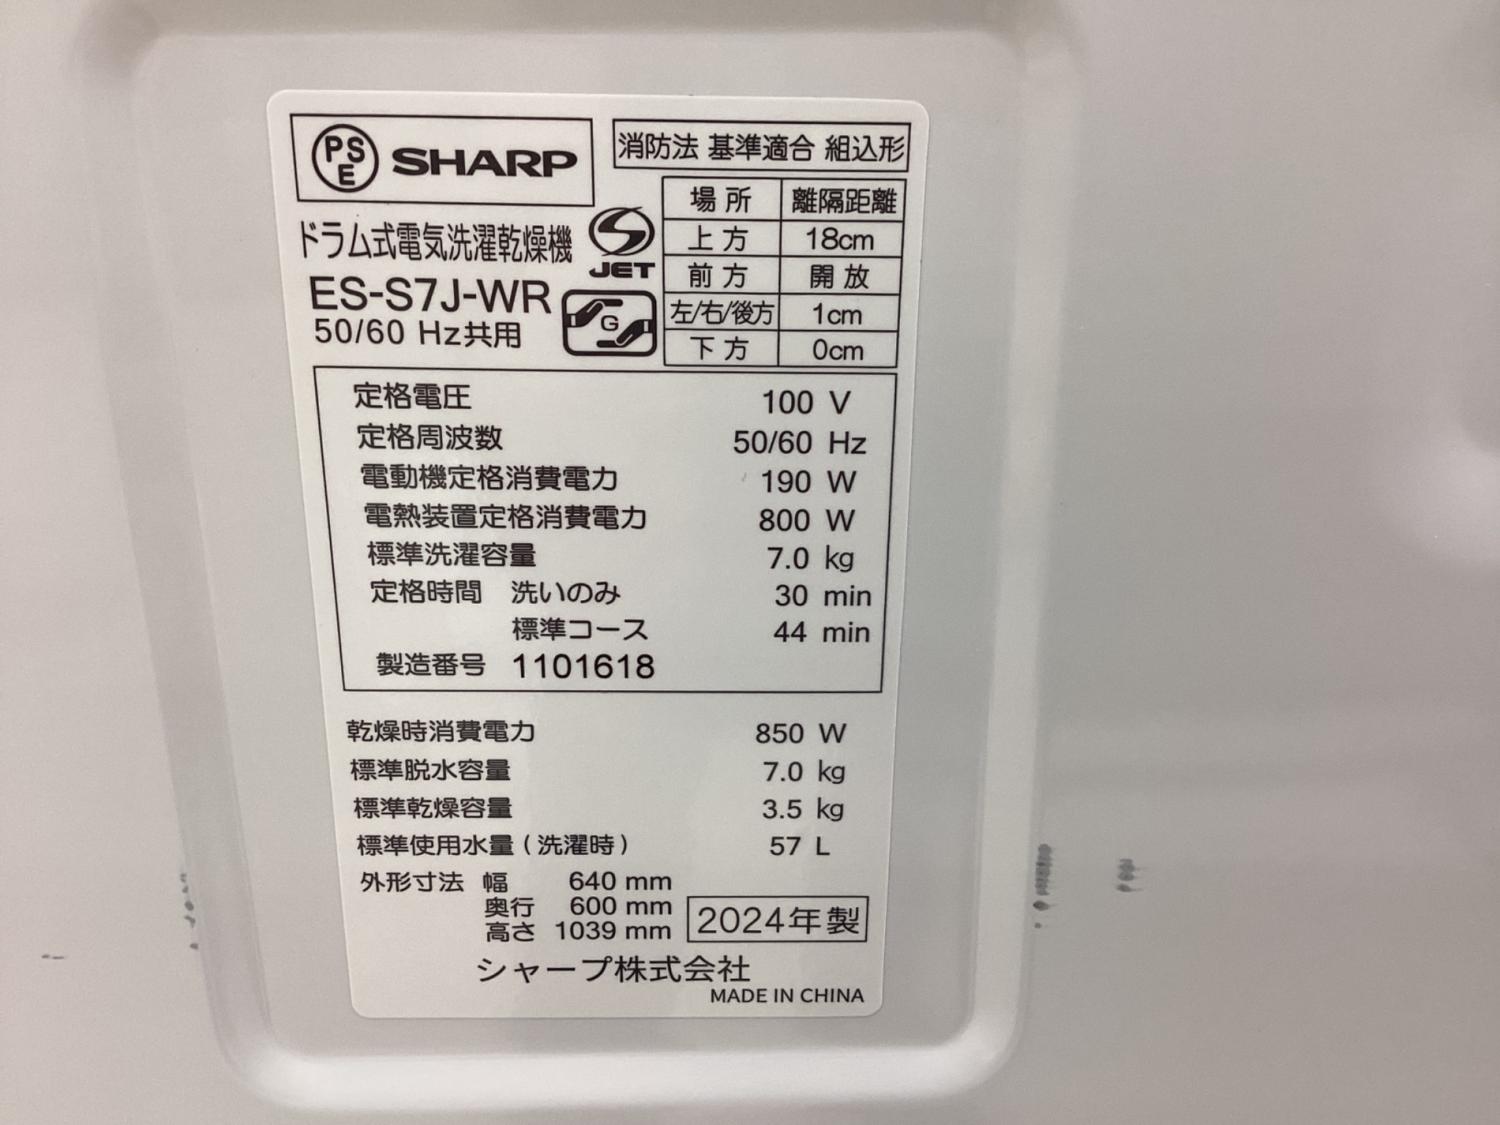 PS E SHARP
消防法 基準適合 組込形
場所 離隔距離
上方 18cm
前方 開放
左/右/後方 1cm
下方 0cm
ドラム式電気洗濯乾燥機
S JET
ES-S7J-WR
G
50/60 Hz共用
定格電圧 100 V
定格周波数 50/60 Hz
電動機定格消費電力 190 W
電熱装置定格消費電力 800 W
標準洗濯容量 7.0 kg
定格時間 洗いのみ 30 min
標準コース 44 min
製造番号 1101618
乾燥時消費電力 850 W
標準脱水容量 7.0 kg
標準乾燥容量 3.5 kg
標準使用水量(洗濯時) 57 L
外形寸法 幅 640 mm
奥行 600 mm
高さ 1039 mm
2024年製
シャープ株式会社
MADE IN CHINA